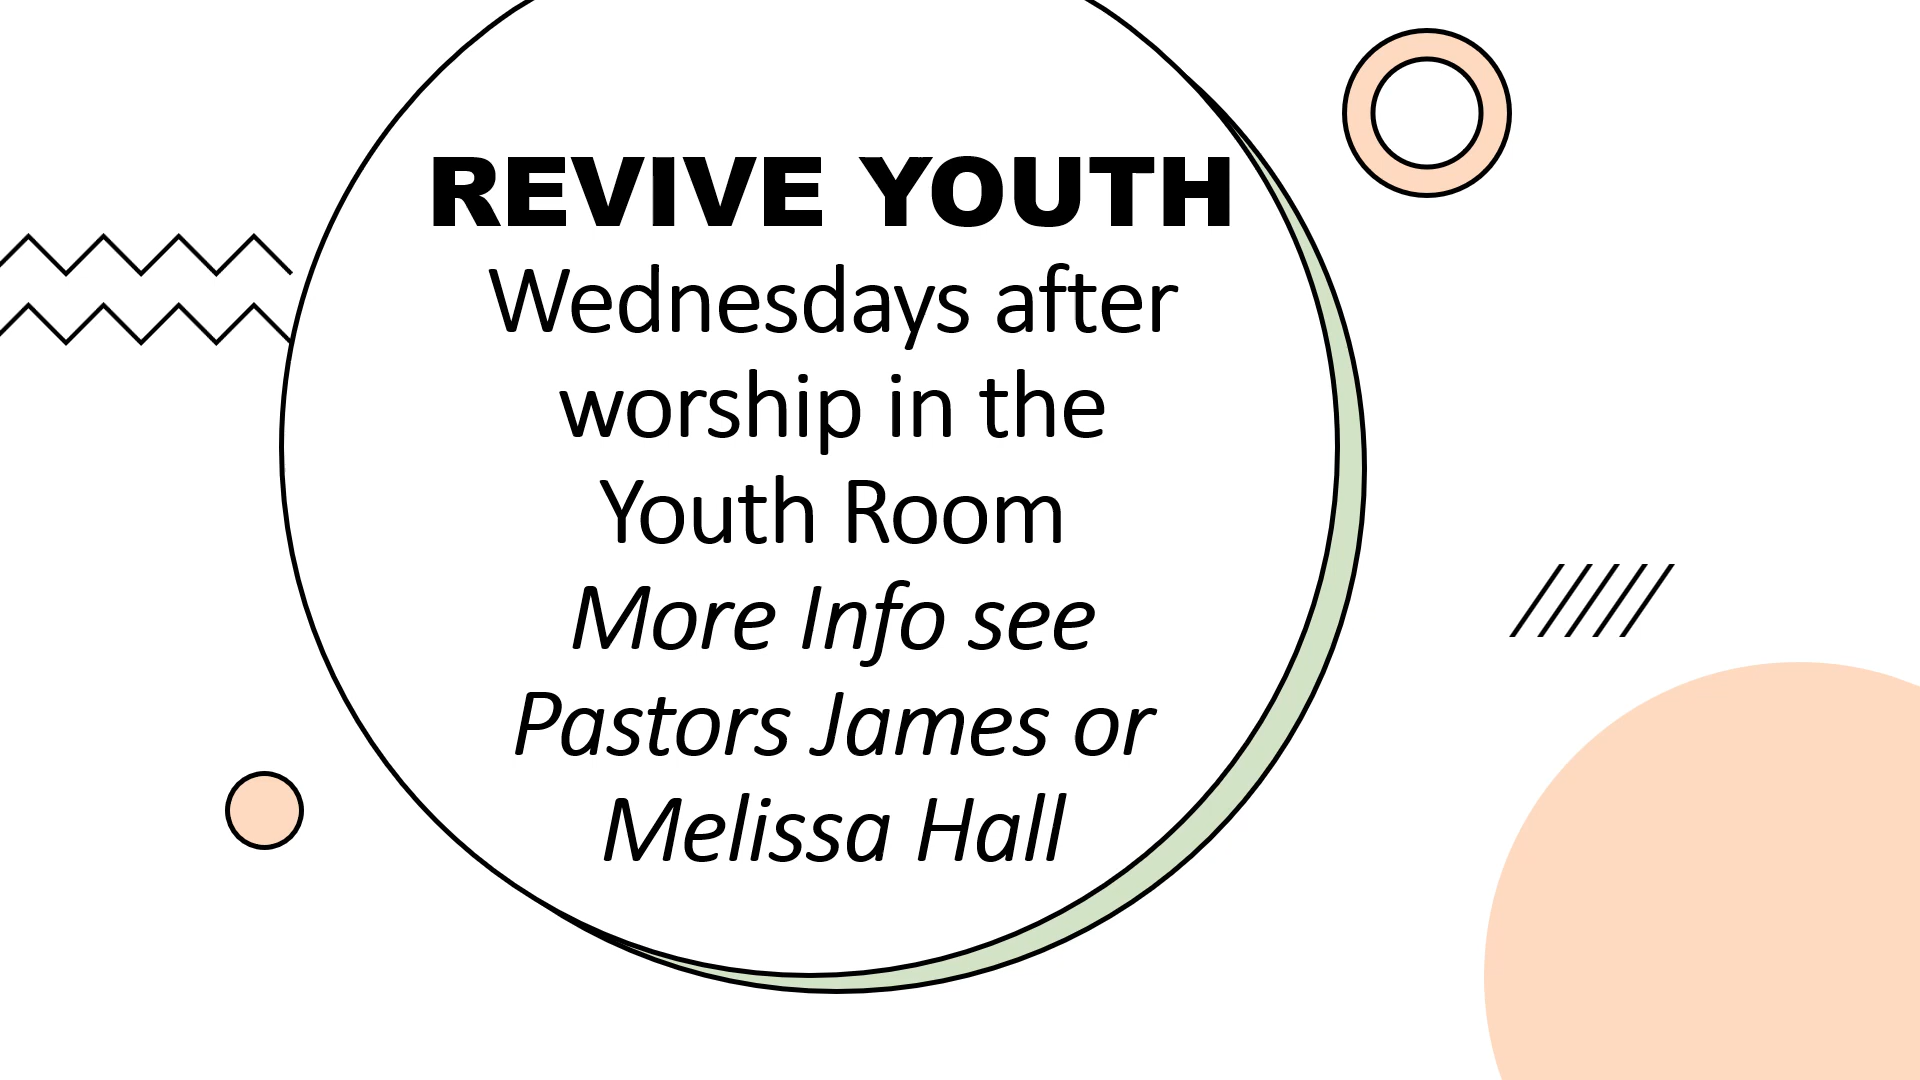 REVIVE YOUTH
Wednesdays after
worship in the
Youth Room
More Info see
Pastors James or
Melissa Hall